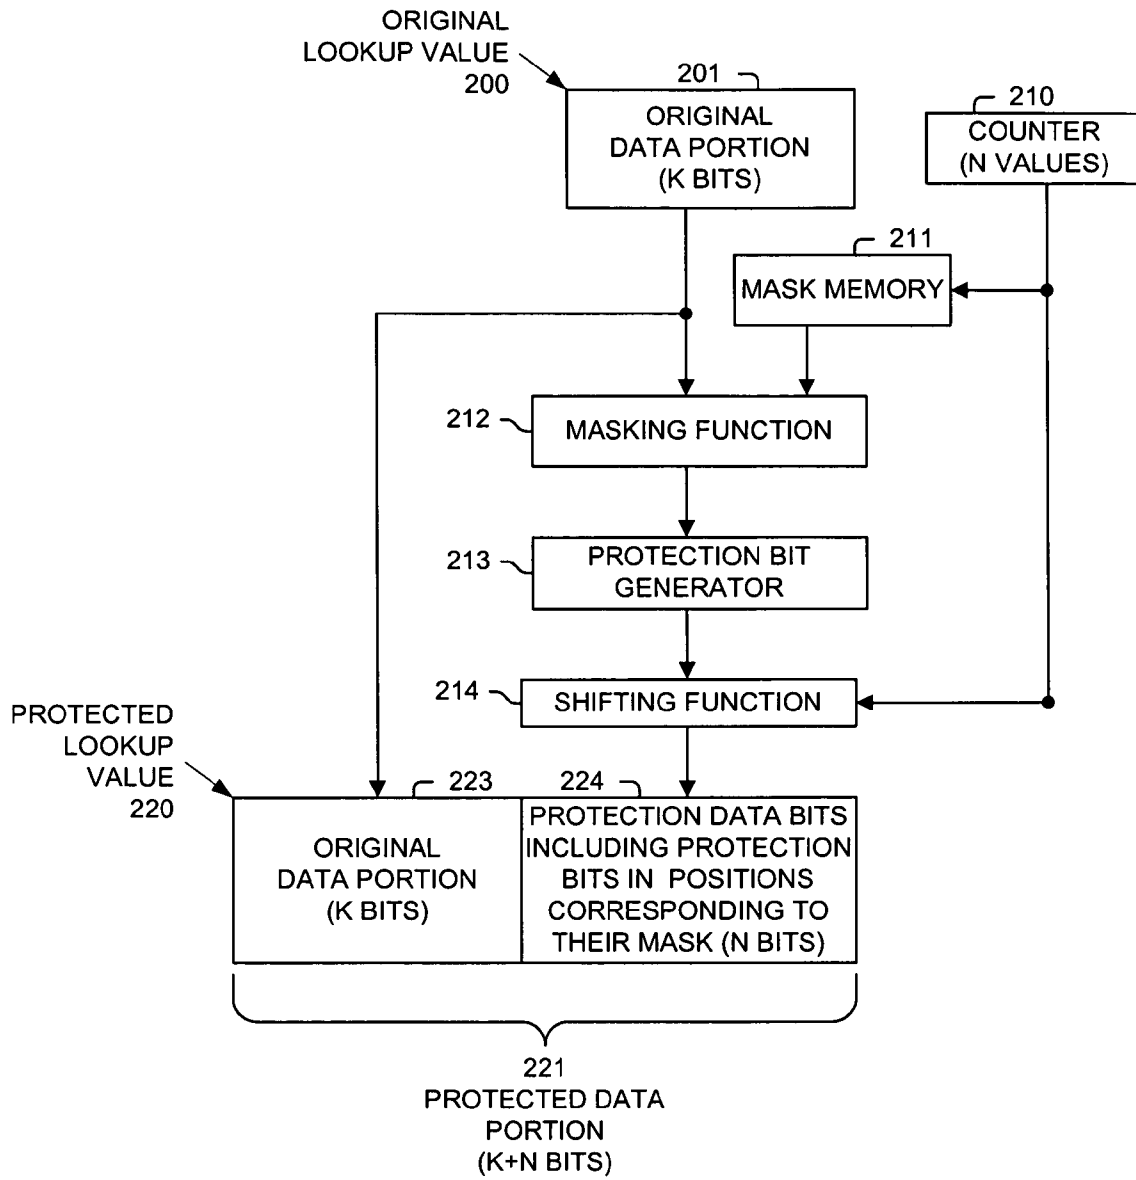 ORIGINAL
LOOKUP VALUE
200
201
ORIGINAL
DATA PORTION
(K BITS)
210
COUNTER
(N VALUES)
211
MASK MEMORY
212
MASKING FUNCTION
213
PROTECTION BIT
GENERATOR
214
SHIFTING FUNCTION
PROTECTED
LOOKUP
VALUE
220
223
ORIGINAL
DATA PORTION
(K BITS)
224
PROTECTION DATA BITS
INCLUDING PROTECTION
BITS IN POSITIONS
CORRESPONDING TO
THEIR MASK (N BITS)
221
PROTECTED DATA
PORTION
(K+N BITS)